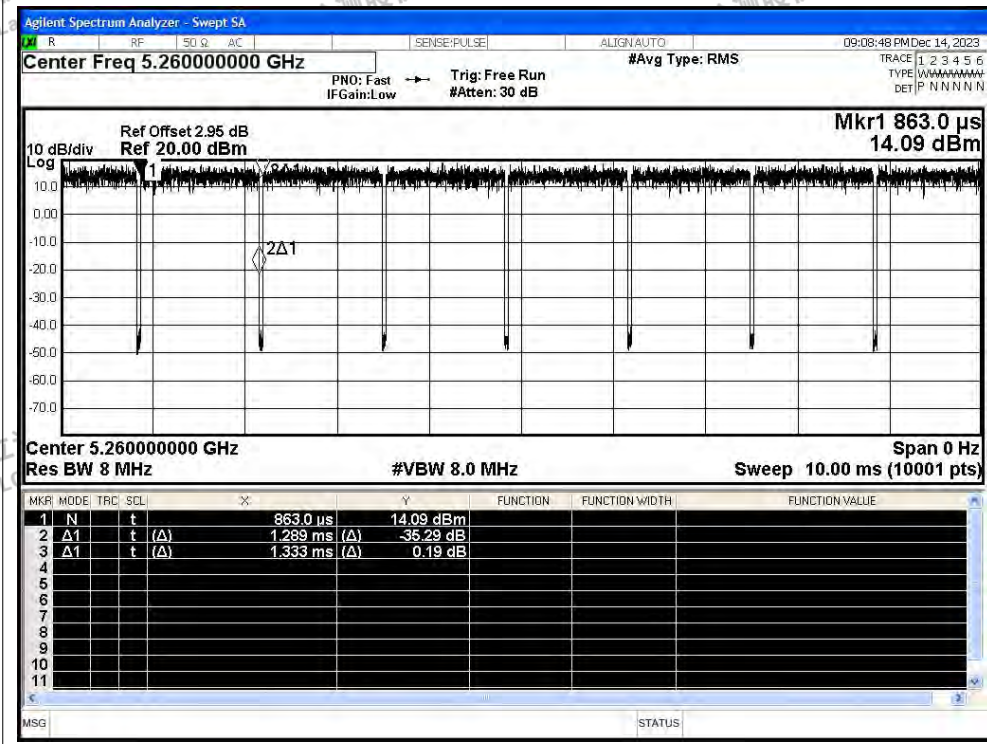 Agilent Spectrum Analyzer - Swept SA
R RF 50 Ω AC SENSE:PULSE ALIGN AUTO 09:08:48 PM Dec 14, 2023
Center Freq 5.260000000 GHz #Avg Type: RMS TRACE 1 2 3 4 5 6
PNO: Fast Trig: Free Run TYPE
IFGain:Low #Atten: 30 dB DET P N N N N N
Mkr1 863.0 µs
Ref Offset 2.95 dB
10 dB/div Ref 20.00 dBm 14.09 dBm
Log
1 3Δ1
10.0
0.00
-10.0
2Δ1
-20.0
-30.0
-40.0
-50.0
-60.0
-70.0
Center 5.260000000 GHz Span 0 Hz
Res BW 8 MHz #VBW 8.0 MHz Sweep 10.00 ms (10001 pts)
MKR MODE TRC SCL X Y FUNCTION FUNCTION WIDTH FUNCTION VALUE
1 N t 863.0 µs 14.09 dBm
2 Δ1 t (Δ) 1.289 ms (Δ) -35.29 dB
3 Δ1 t (Δ) 1.333 ms (Δ) 0.19 dB
4
5
6
7
8
9
10
11
MSG STATUS